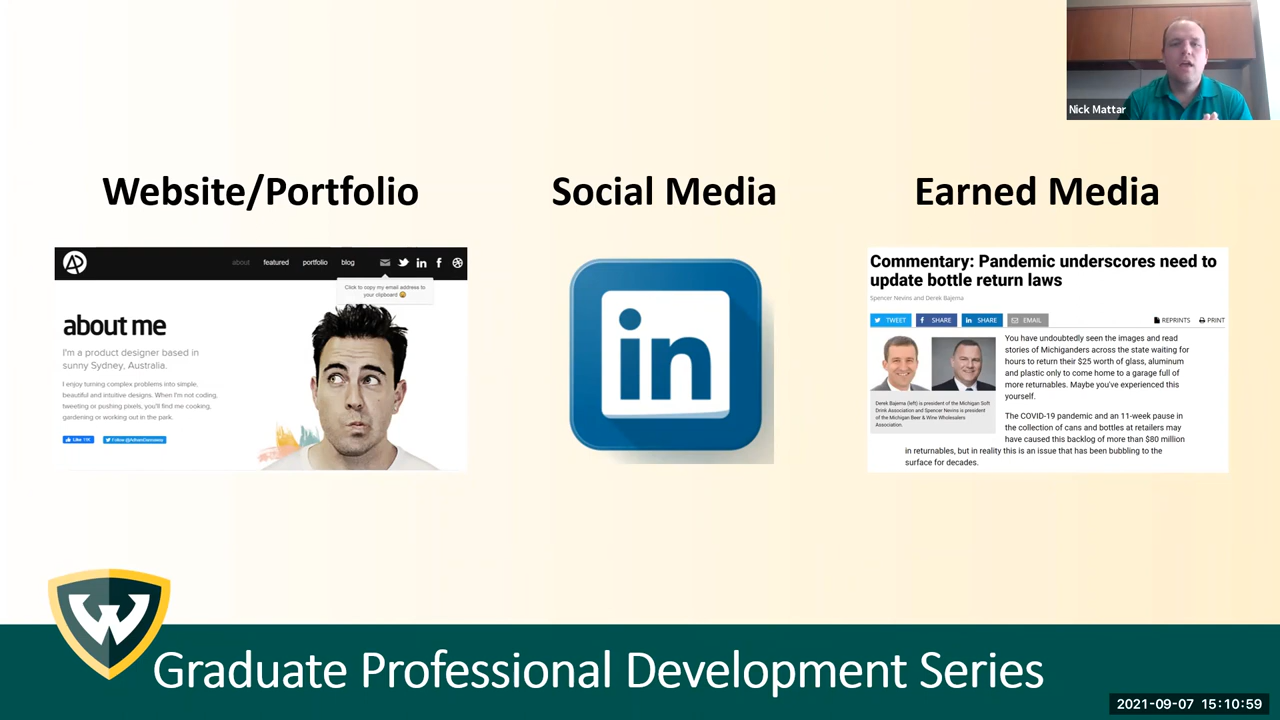 Nick Mattar
Website/Portfolio
Social Media
Earned Media
about
featured
portfolio
blog
Click to copy my email address to
your clipboard
about me
I'm a product designer based in
sunny Sydney, Australia.
I enjoy turning complex problems into simple,
beautiful and intuitive designs. When I'm not coding,
tweeting or pushing pixels, you'll find me cooking,
gardening or working out in the park.
Like 11K
Follow @AdhamDannaway
in
Commentary: Pandemic underscores need to
update bottle return laws
Spencer Nevins and Derek Bajema
TWEET
SHARE
SHARE
EMAIL
REPRINTS
PRINT
You have undoubtedly seen the images and read
stories of Michiganders across the state waiting for
hours to return their $25 worth of glass, aluminum
and plastic only to come home to a garage full of
more returnables. Maybe you've experienced this
yourself.
Derek Bajema (left) is president of the Michigan Soft
Drink Association and Spencer Nevins is president
of the Michigan Beer & Wine Wholesalers
Association.
The COVID-19 pandemic and an 11-week pause in
the collection of cans and bottles at retailers may
have caused this backlog of more than $80 million
in returnables, but in reality this is an issue that has been bubbling to the
surface for decades.
W
Graduate Professional Development Series
2021-09-07 15:10:59